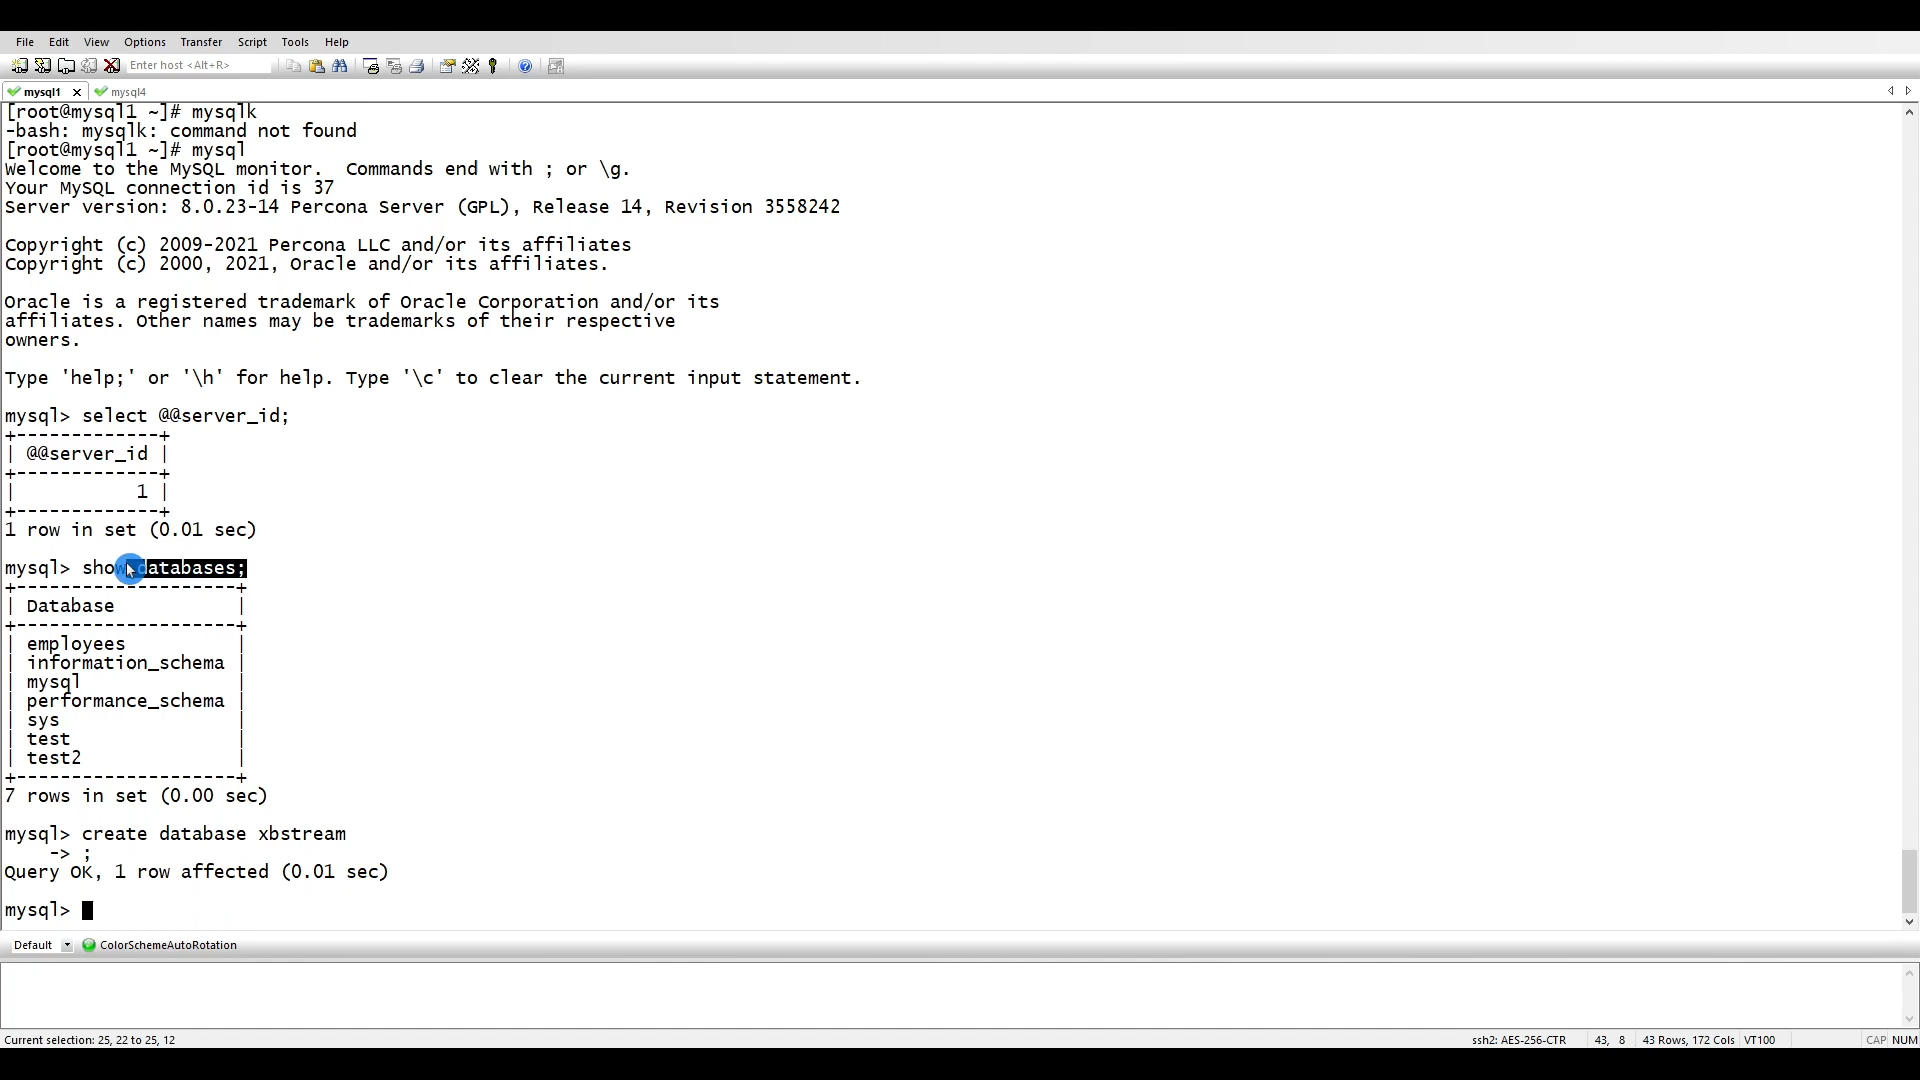 File Edit View Options Transfer Script Tools Help
Enter host <Alt+R>
mysql1 mysql4
[root@mysql1 ~]# mysqlk
-bash: mysqlk: command not found
[root@mysql1 ~]# mysql
Welcome to the MySQL monitor.  Commands end with ; or \g.
Your MySQL connection id is 37
Server version: 8.0.23-14 Percona Server (GPL), Release 14, Revision 3558242
Copyright (c) 2009-2021 Percona LLC and/or its affiliates
Copyright (c) 2000, 2021, Oracle and/or its affiliates.
Oracle is a registered trademark of Oracle Corporation and/or its
affiliates. Other names may be trademarks of their respective
owners.
Type 'help;' or '\h' for help. Type '\c' to clear the current input statement.
mysql> select @@server_id;
+-------------+
| @@server_id |
+-------------+
|           1 |
+-------------+
1 row in set (0.01 sec)
mysql> show databases;
+--------------------+
| Database           |
+--------------------+
| employees          |
| information_schema |
| mysql              |
| performance_schema |
| sys                |
| test               |
| test2              |
+--------------------+
7 rows in set (0.00 sec)
mysql> create database xbstream
    -> ;
Query OK, 1 row affected (0.01 sec)
mysql>
Default ColorSchemeAutoRotation
Current selection: 25, 22 to 25, 12 ssh2: AES-256-CTR 43, 8 43 Rows, 172 Cols VT100 CAP NUM